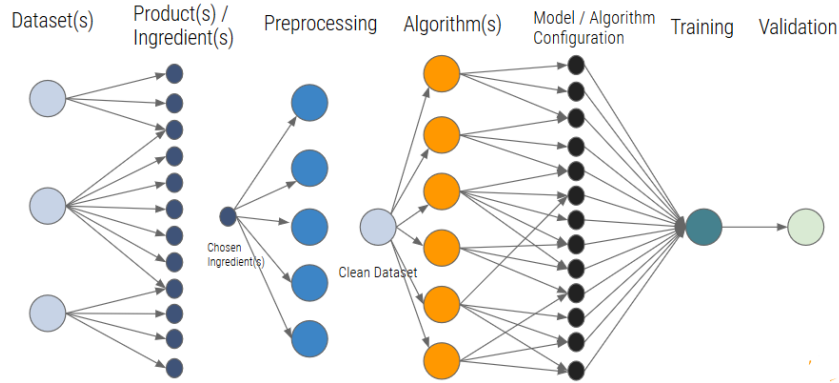 Dataset(s)
Product(s) /
Ingredient(s)
Preprocessing
Algorithm(s)
Model / Algorithm
Configuration
Training
Validation
Chosen
Ingredient(s)
Clean Dataset